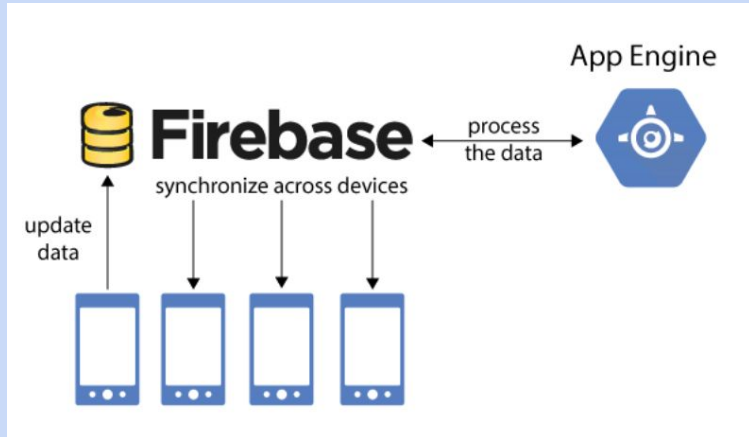 App Engine
Firebase
process
the data
synchronize across devices
update
data